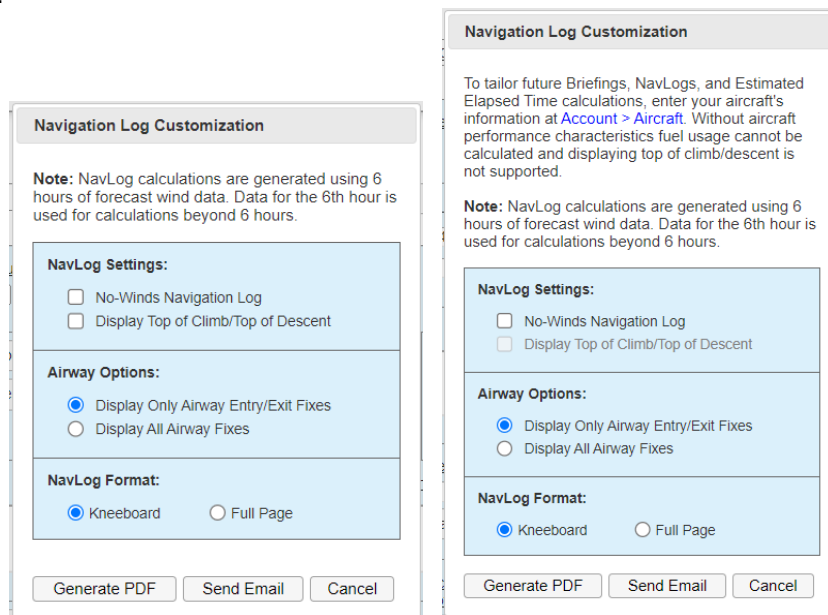 Navigation Log Customization
Note: NavLog calculations are generated using 6
hours of forecast wind data. Data for the 6th hour is
used for calculations beyond 6 hours.
NavLog Settings:
No-Winds Navigation Log
Display Top of Climb/Top of Descent
Airway Options:
Display Only Airway Entry/Exit Fixes
Display All Airway Fixes
NavLog Format:
Kneeboard Full Page
Generate PDF Send Email Cancel
Navigation Log Customization
To tailor future Briefings, NavLogs, and Estimated
Elapsed Time calculations, enter your aircraft's
information at Account > Aircraft. Without aircraft
performance characteristics fuel usage cannot be
calculated and displaying top of climb/descent is
not supported.
Note: NavLog calculations are generated using 6
hours of forecast wind data. Data for the 6th hour is
used for calculations beyond 6 hours.
NavLog Settings:
No-Winds Navigation Log
Display Top of Climb/Top of Descent
Airway Options:
Display Only Airway Entry/Exit Fixes
Display All Airway Fixes
NavLog Format:
Kneeboard Full Page
Generate PDF Send Email Cancel